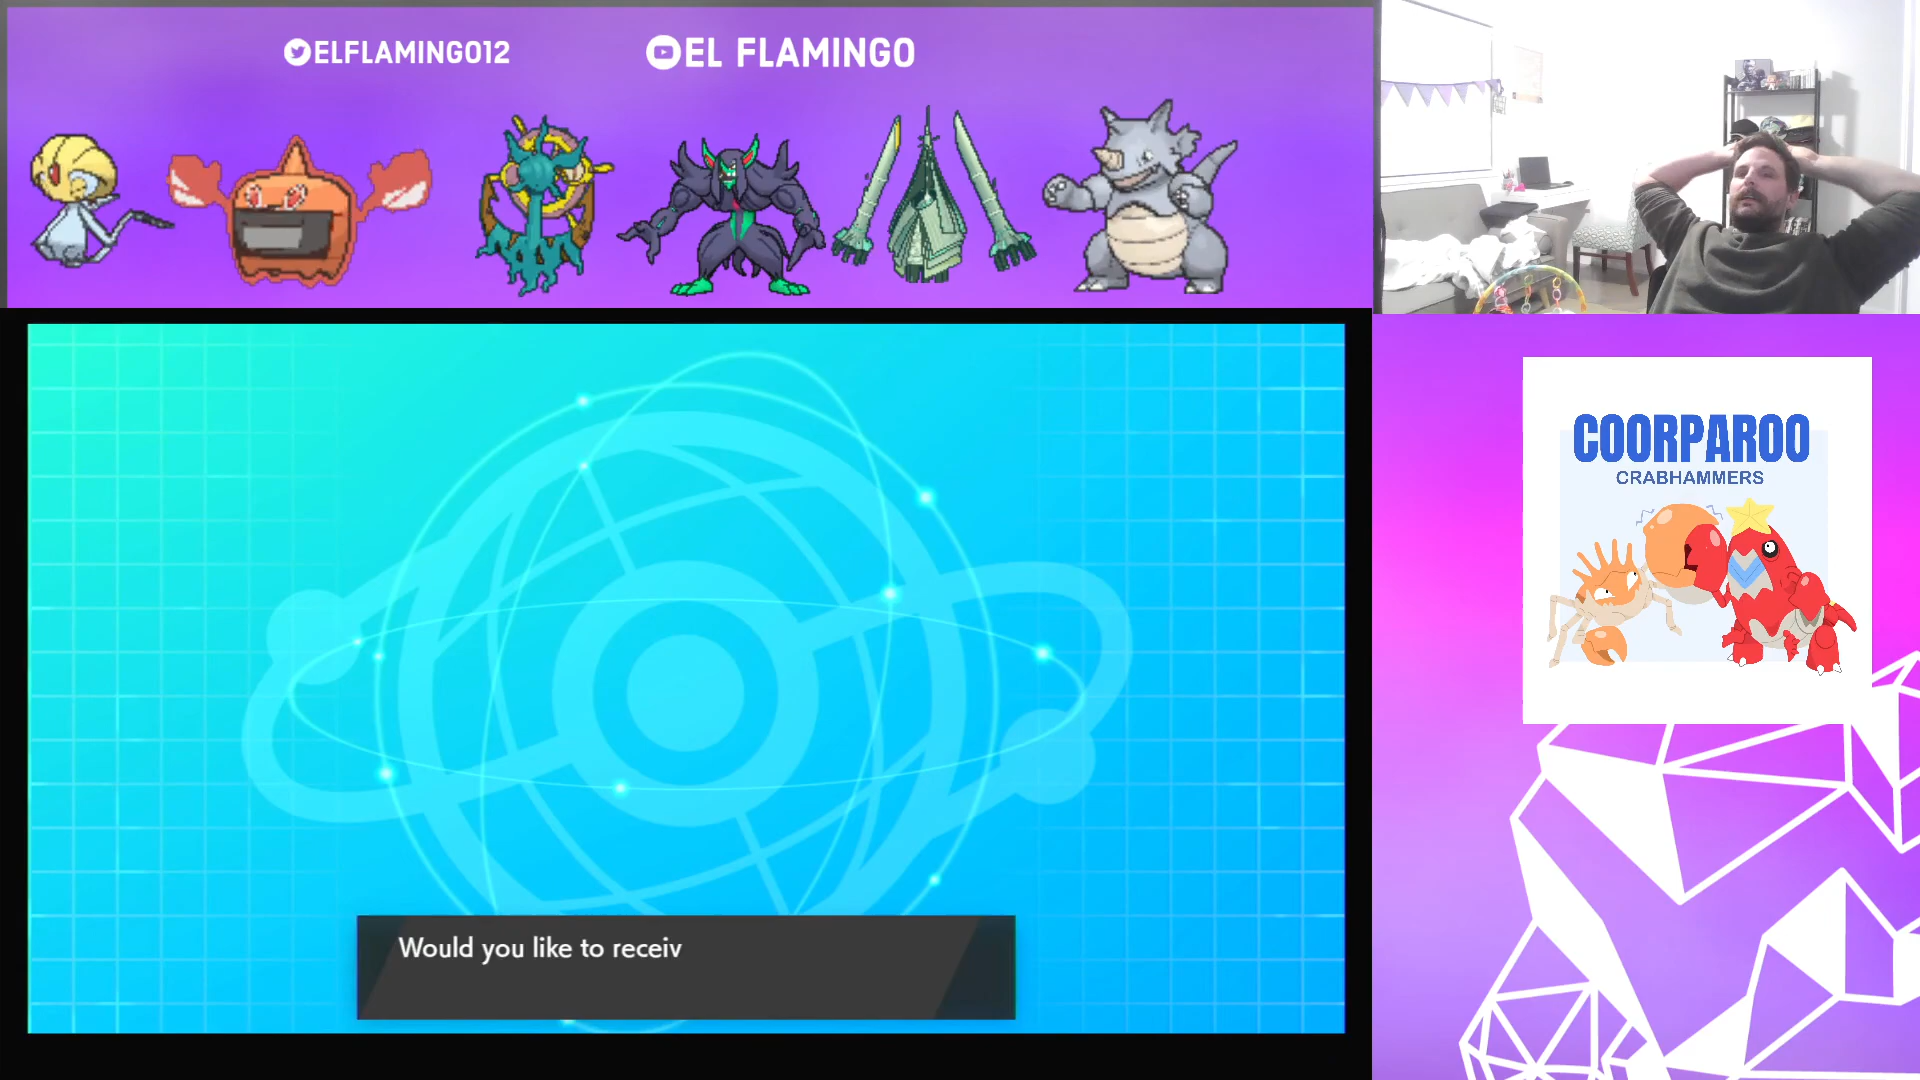 ELFLAMINGO12
EL FLAMINGO
COORPAROO
CRABHAMMERS
Would you like to receiv